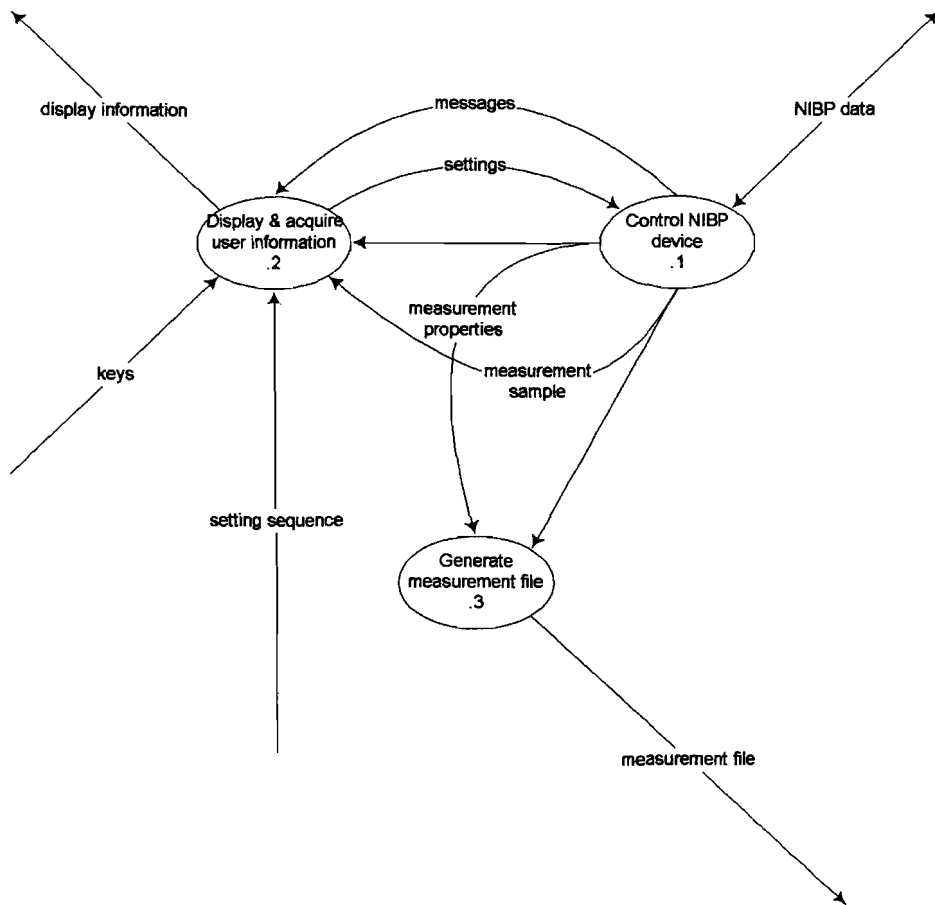 display information
messages
NIBP data
settings
Display & acquire
user information
.2
Control NIBP
device
.1
measurement
properties
measurement
sample
keys
setting sequence
Generate
measurement file
.3
measurement file